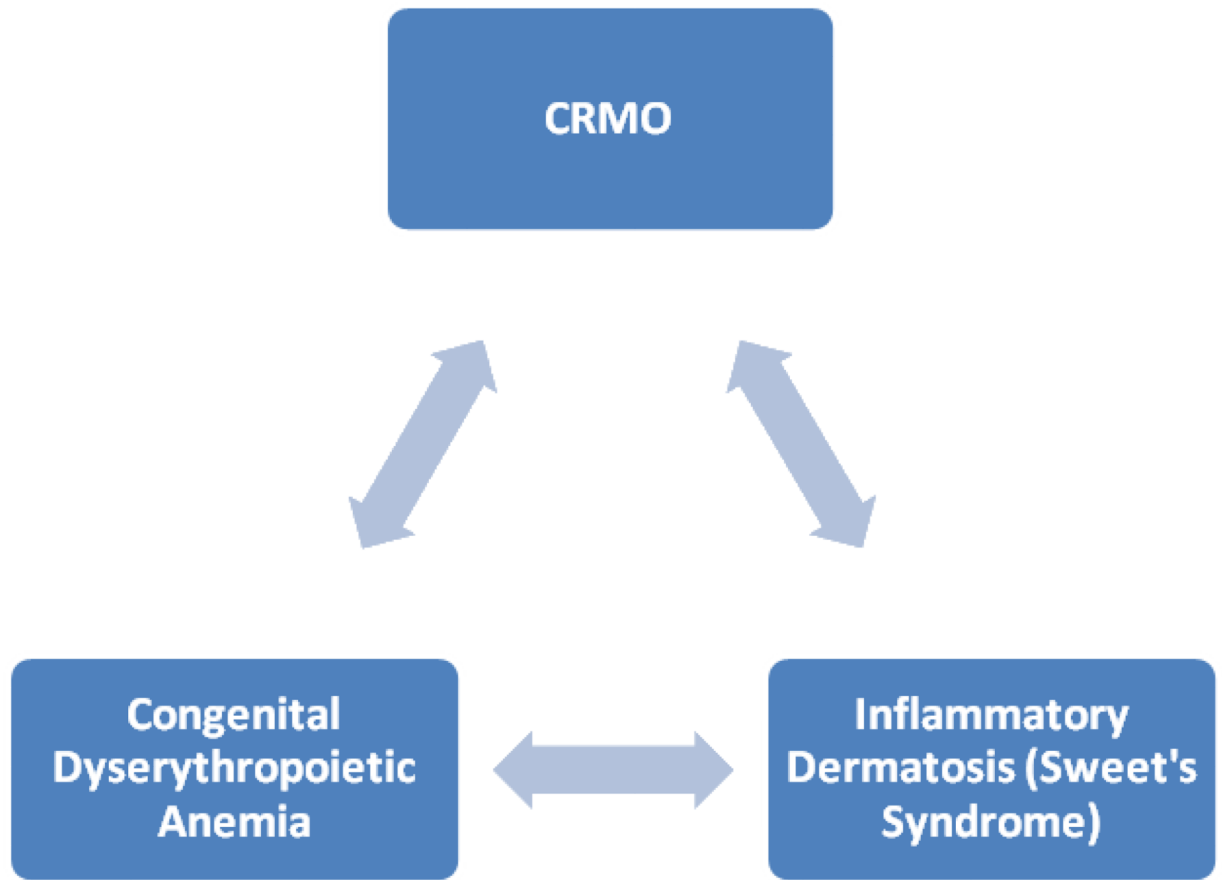 CRMO
Congenital
Dyserythropoietic
Anemia
Inflammatory
Dermatosis (Sweet's
Syndrome)